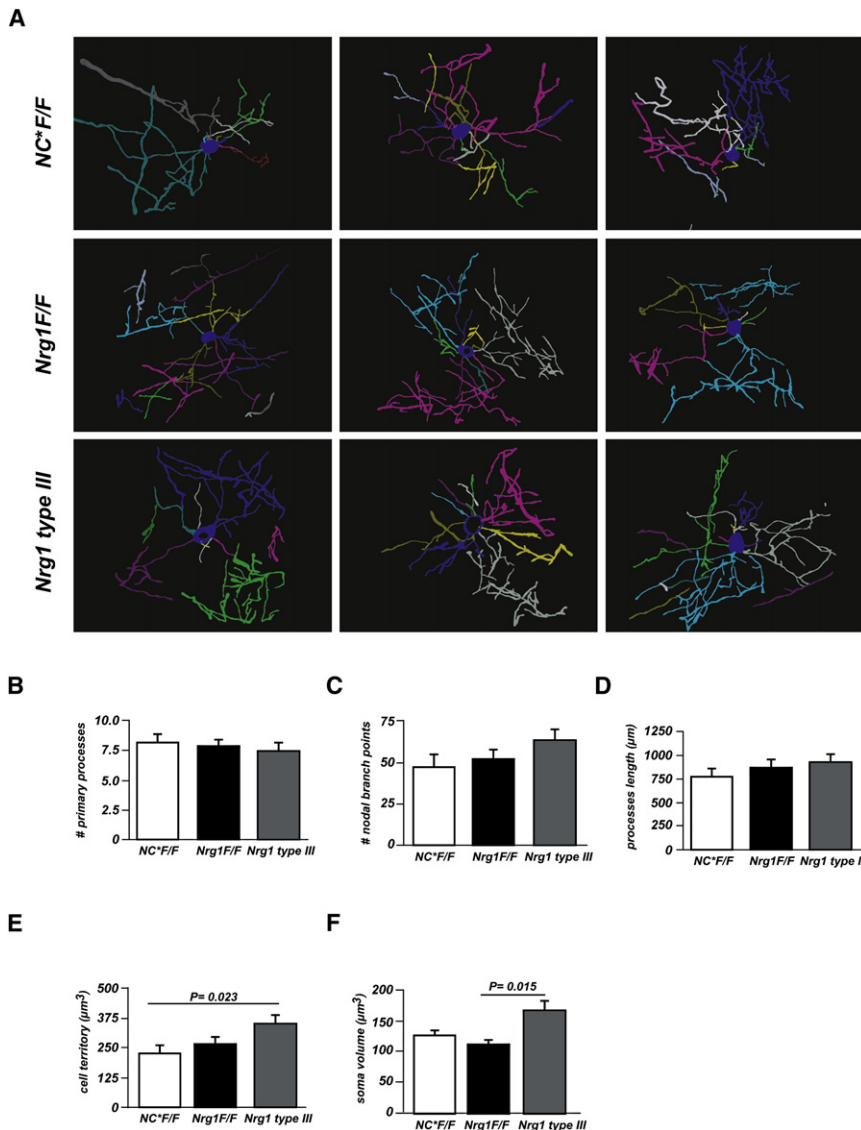 A
NC*F/F
Nrg1F/F
Nrg1 type III
B
# primary processes
10.0
7.5
5.0
2.5
0
NC*F/F Nrg1F/F Nrg1 type III
C
# nodal branch points
75
50
25
0
NC*F/F Nrg1F/F Nrg1 type III
D
processes length (µm)
1250
1000
750
500
250
0
NC*F/F Nrg1F/F Nrg1 type I
E
cell territory (µm³)
500
375
250
125
0
P= 0.023
NC*F/F Nrg1F/F Nrg1 type III
F
soma volume (µm³)
200
150
100
50
0
P= 0.015
NC*F/F Nrg1F/F Nrg1 type III